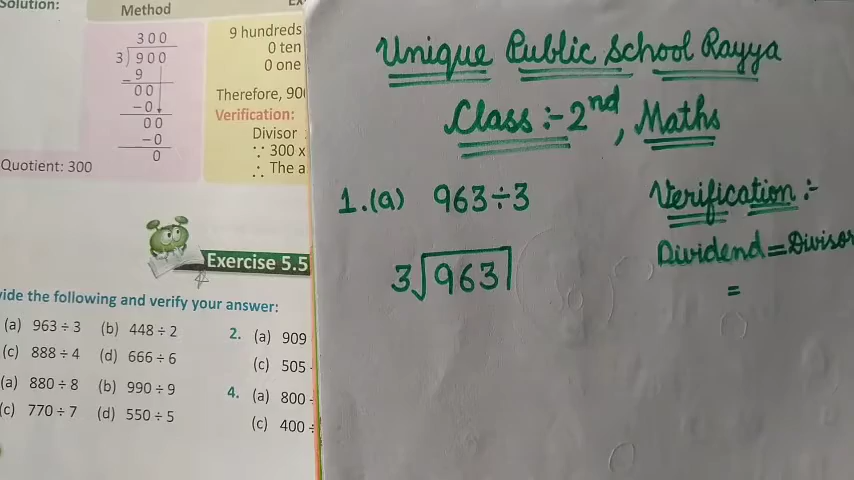 Solution:
Method
300
3)900
-9
00
-0
00
-0
0
Quotient: 300
9 hundreds
0 ten
0 one
Therefore, 90
Verification:
Divisor
∵ 300 x
∴ The a
Exercise 5.5
vide the following and verify your answer:
(a) 963 ÷ 3 (b) 448 ÷ 2
(c) 888 ÷ 4 (d) 666 ÷ 6
(a) 880 ÷ 8 (b) 990 ÷ 9
(c) 770 ÷ 7 (d) 550 ÷ 5
2. (a) 909
(c) 505
4. (a) 800 ÷
(c) 400 ÷
Unique Public School Rayya
Class :- 2nd, Maths
1.(a) 963÷3
3√963
Verification :-
Dividend = Divisor
=